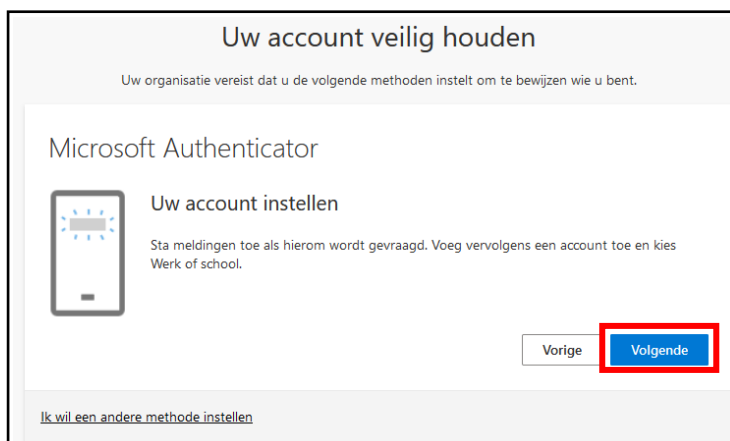 Uw account veilig houden
Uw organisatie vereist dat u de volgende methoden instelt om te bewijzen wie u bent.
Microsoft Authenticator
Uw account instellen
Sta meldingen toe als hierom wordt gevraagd. Voeg vervolgens een account toe en kies
Werk of school.
Vorige
Volgende
Ik wil een andere methode instellen